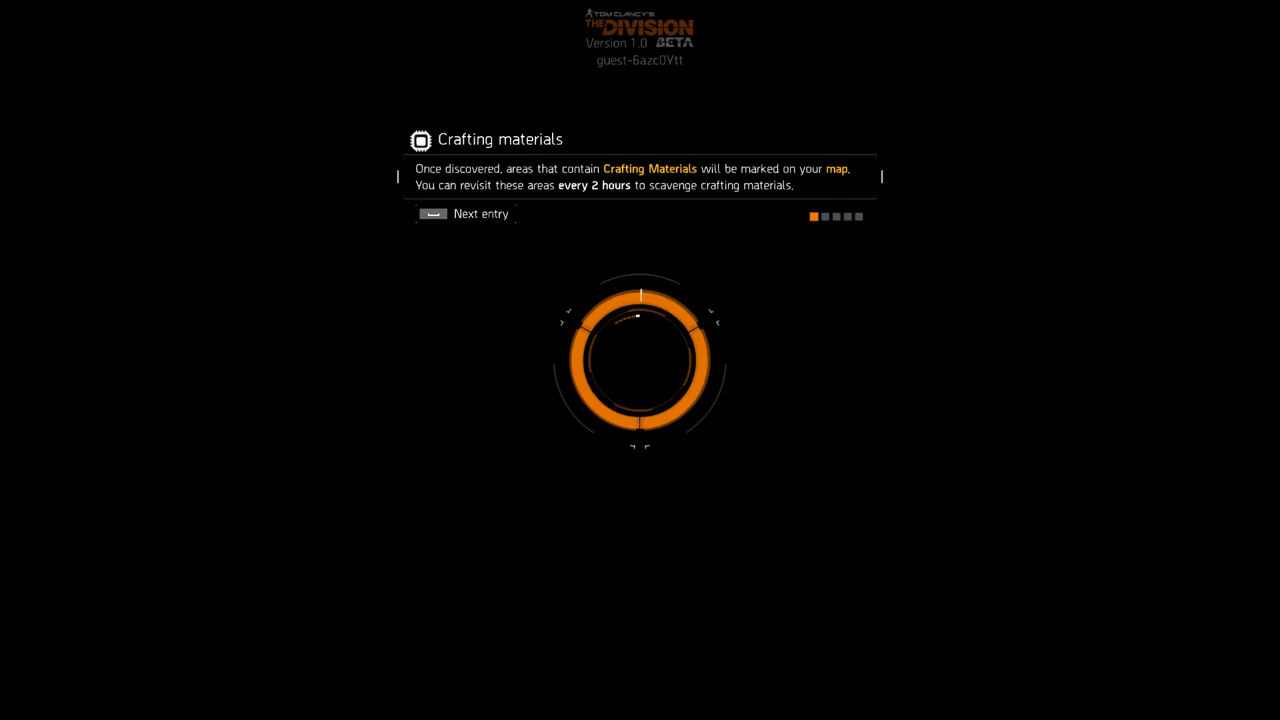 TOM CLANCY'S
THE DIVISION
Version 1.0 BETA
guest-6azc0Ytt
Crafting materials
Once discovered, areas that contain Crafting Materials will be marked on your map.
You can revisit these areas every 2 hours to scavenge crafting materials.
Next entry